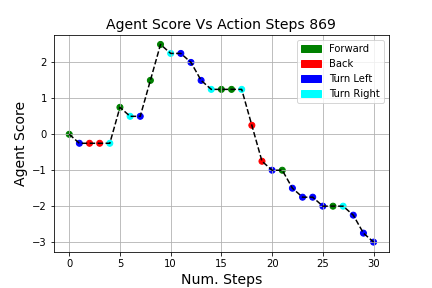 Agent Score Vs Action Steps 869
Agent Score
2
1
0
−1
−2
−3
Forward
Back
Turn Left
Turn Right
0 5 10 15 20 25 30
Num. Steps